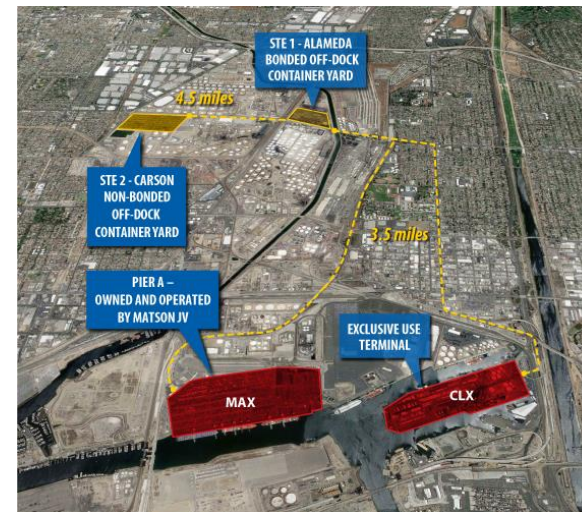 STE 1 - ALAMEDA
BONDED OFF-DOCK
CONTAINER YARD
4.5 miles
STE 2 - CARSON
NON-BONDED
OFF-DOCK
CONTAINER YARD
3.5 miles
PIER A –
OWNED AND OPERATED
BY MATSON JV
EXCLUSIVE USE
TERMINAL
MAX
CLX